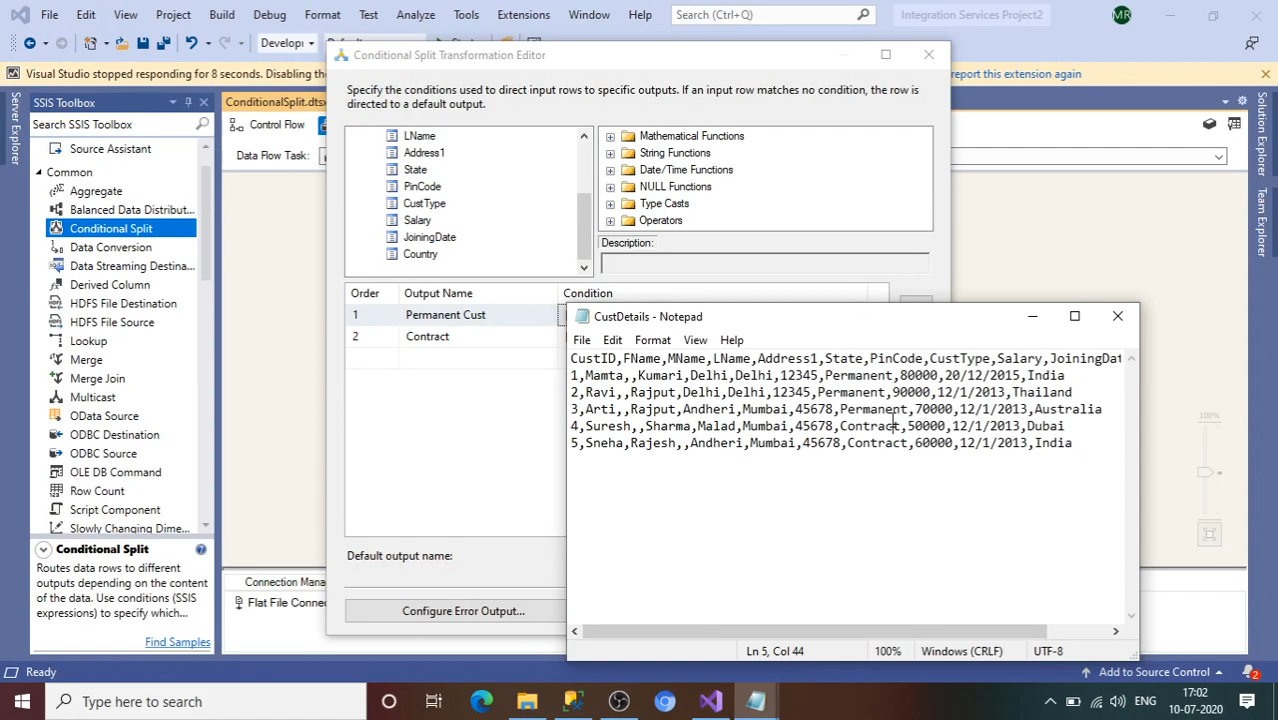 File Edit View Project Build Debug Format Test Analyze Tools Extensions Window Help Search (Ctrl+Q) Integration Services Project2 MR
Conditional Split Transformation Editor
Visual Studio stopped responding for 8 seconds. Disabling the
report this extension again
Specify the conditions used to direct input rows to specific outputs. If an input row matches no condition, the row is
directed to a default output.
Server Explorer
SSIS Toolbox
Search SSIS Toolbox
Source Assistant
Common
Aggregate
Balanced Data Distribut...
Conditional Split
Data Conversion
Data Streaming Destina...
Derived Column
HDFS File Destination
HDFS File Source
Lookup
Merge
Merge Join
Multicast
OData Source
ODBC Destination
ODBC Source
OLE DB Command
Row Count
Script Component
Slowly Changing Dime...
Conditional Split
Routes data rows to different
outputs depending on the content
of the data. Use conditions (SSIS
expressions) to specify which...
Find Samples
ConditionalSplit.dtsx
Control Flow
Data Flow Task:
LName
Address1
State
PinCode
CustType
Salary
JoiningDate
Country
Mathematical Functions
String Functions
Date/Time Functions
NULL Functions
Type Casts
Operators
Description:
Order Output Name Condition
1 Permanent Cust
2 Contract
Default output name:
Configure Error Output...
Connection Mana
Flat File Connec
CustDetails - Notepad
File Edit Format View Help
CustID,FName,MName,LName,Address1,State,PinCode,CustType,Salary,JoiningDat
1,Mamta,,Kumari,Delhi,Delhi,12345,Permanent,80000,20/12/2015,India
2,Ravi,,Rajput,Delhi,Delhi,12345,Permanent,90000,12/1/2013,Thailand
3,Arti,,Rajput,Andheri,Mumbai,45678,Permanent,70000,12/1/2013,Australia
4,Suresh,,Sharma,Malad,Mumbai,45678,Contract,50000,12/1/2013,Dubai
5,Sneha,Rajesh,,Andheri,Mumbai,45678,Contract,60000,12/1/2013,India
Ln 5, Col 44 100% Windows (CRLF) UTF-8
Solution Explorer
Team Explorer
100%
Ready
Add to Source Control
2
Type here to search
ENG
17:02
10-07-2020